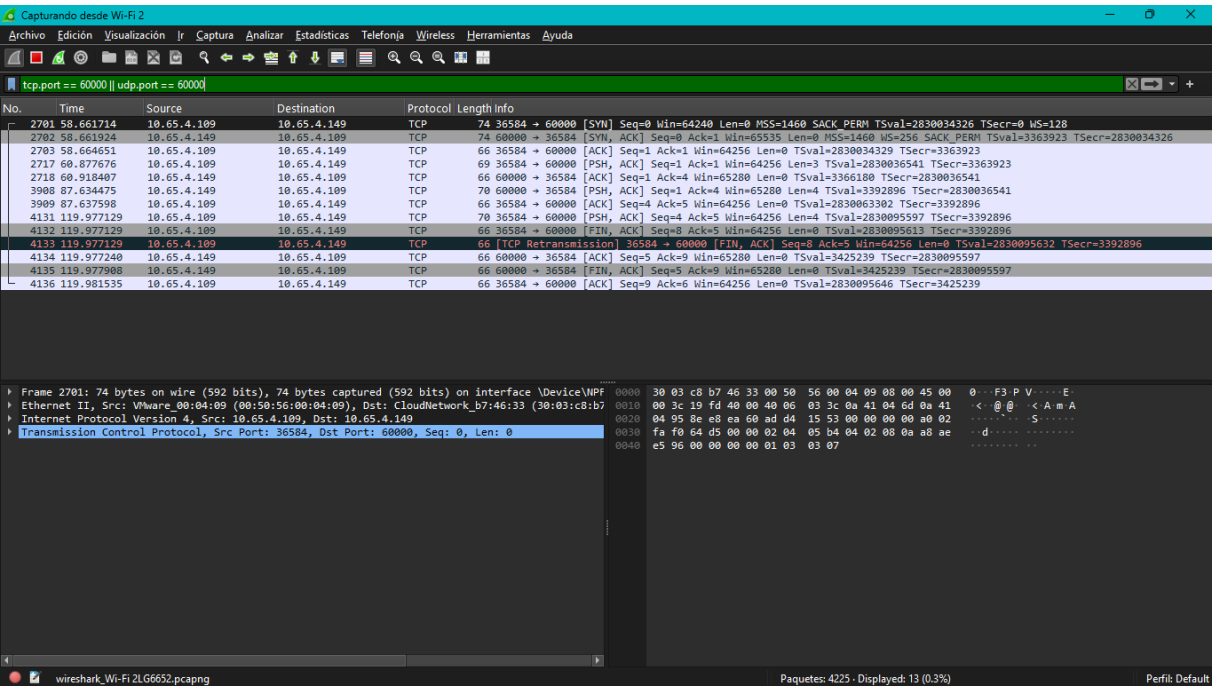 Capturando desde Wi-Fi 2
Archivo Edición Visualización Ir Captura Analizar Estadísticas Telefonía Wireless Herramientas Ayuda
tcp.port == 60000 || udp.port == 60000
No. Time Source Destination Protocol Length Info
2701 58.661714 10.65.4.109 10.65.4.149 TCP 74 36584 → 60000 [SYN] Seq=0 Win=64240 Len=0 MSS=1460 SACK_PERM TSval=2830034326 TSecr=0 WS=128
2702 58.661924 10.65.4.149 10.65.4.109 TCP 74 60000 → 36584 [SYN, ACK] Seq=0 Ack=1 Win=65535 Len=0 MSS=1460 WS=256 SACK_PERM TSval=3363923 TSecr=2830034326
2703 58.664651 10.65.4.109 10.65.4.149 TCP 66 36584 → 60000 [ACK] Seq=1 Ack=1 Win=64256 Len=0 TSval=2830034329 TSecr=3363923
2717 60.877676 10.65.4.109 10.65.4.149 TCP 69 36584 → 60000 [PSH, ACK] Seq=1 Ack=1 Win=64256 Len=3 TSval=2830036541 TSecr=3363923
2718 60.918407 10.65.4.149 10.65.4.109 TCP 66 60000 → 36584 [ACK] Seq=1 Ack=4 Win=65280 Len=0 TSval=3366180 TSecr=2830036541
3908 87.634475 10.65.4.149 10.65.4.109 TCP 70 60000 → 36584 [PSH, ACK] Seq=1 Ack=4 Win=65280 Len=4 TSval=3392896 TSecr=2830036541
3909 87.637598 10.65.4.109 10.65.4.149 TCP 66 36584 → 60000 [ACK] Seq=4 Ack=5 Win=64256 Len=0 TSval=2830063302 TSecr=3392896
4131 119.977129 10.65.4.109 10.65.4.149 TCP 70 36584 → 60000 [PSH, ACK] Seq=4 Ack=5 Win=64256 Len=4 TSval=2830095597 TSecr=3392896
4132 119.977129 10.65.4.109 10.65.4.149 TCP 66 36584 → 60000 [FIN, ACK] Seq=8 Ack=5 Win=64256 Len=0 TSval=2830095613 TSecr=3392896
4133 119.977129 10.65.4.109 10.65.4.149 TCP 66 [TCP Retransmission] 36584 → 60000 [FIN, ACK] Seq=8 Ack=5 Win=64256 Len=0 TSval=2830095632 TSecr=3392896
4134 119.977240 10.65.4.149 10.65.4.109 TCP 66 60000 → 36584 [ACK] Seq=5 Ack=9 Win=65280 Len=0 TSval=3425239 TSecr=2830095597
4135 119.977908 10.65.4.149 10.65.4.109 TCP 66 60000 → 36584 [FIN, ACK] Seq=5 Ack=9 Win=65280 Len=0 TSval=3425239 TSecr=2830095597
4136 119.981535 10.65.4.109 10.65.4.149 TCP 66 36584 → 60000 [ACK] Seq=9 Ack=6 Win=64256 Len=0 TSval=2830095646 TSecr=3425239
Frame 2701: 74 bytes on wire (592 bits), 74 bytes captured (592 bits) on interface \Device\NPF
Ethernet II, Src: VMware_00:04:09 (00:50:56:00:04:09), Dst: CloudNetwork_b7:46:33 (30:03:c8:b7
Internet Protocol Version 4, Src: 10.65.4.109, Dst: 10.65.4.149
Transmission Control Protocol, Src Port: 36584, Dst Port: 60000, Seq: 0, Len: 0
0000 30 03 c8 b7 46 33 00 50 56 00 04 09 08 00 45 00 0···F3·P V·····E·
0010 00 3c 19 fd 40 00 40 06 03 3c 0a 41 04 6d 0a 41 ·<··@·@· ·<·A·m·A
0020 04 95 8e e8 ea 60 ad d4 15 53 00 00 00 00 a0 02 ·····`·· ·S······
0030 fa f0 64 d5 00 00 02 04 05 b4 04 02 08 0a a8 ae ··d····· ········
0040 e5 96 00 00 00 00 01 03 03 07 ········ ··
wireshark_Wi-Fi 2LG6652.pcapng Paquetes: 4225 · Displayed: 13 (0.3%) Perfil: Default